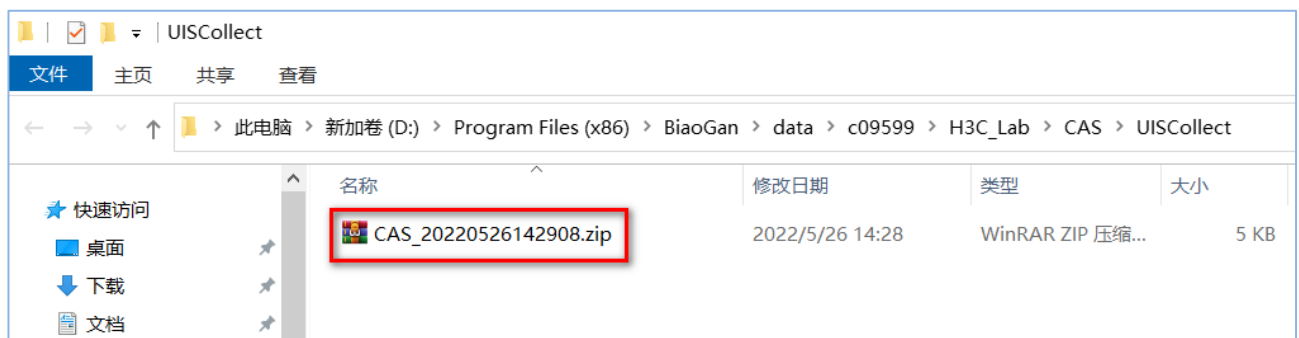 UISCollect
文件 主页 共享 查看
此电脑 > 新加卷 (D:) > Program Files (x86) > BiaoGan > data > c09599 > H3C_Lab > CAS > UISCollect
名称 修改日期 类型 大小
快速访问
CAS_20220526142908.zip 2022/5/26 14:28 WinRAR ZIP 压缩... 5 KB
桌面
下载
文档